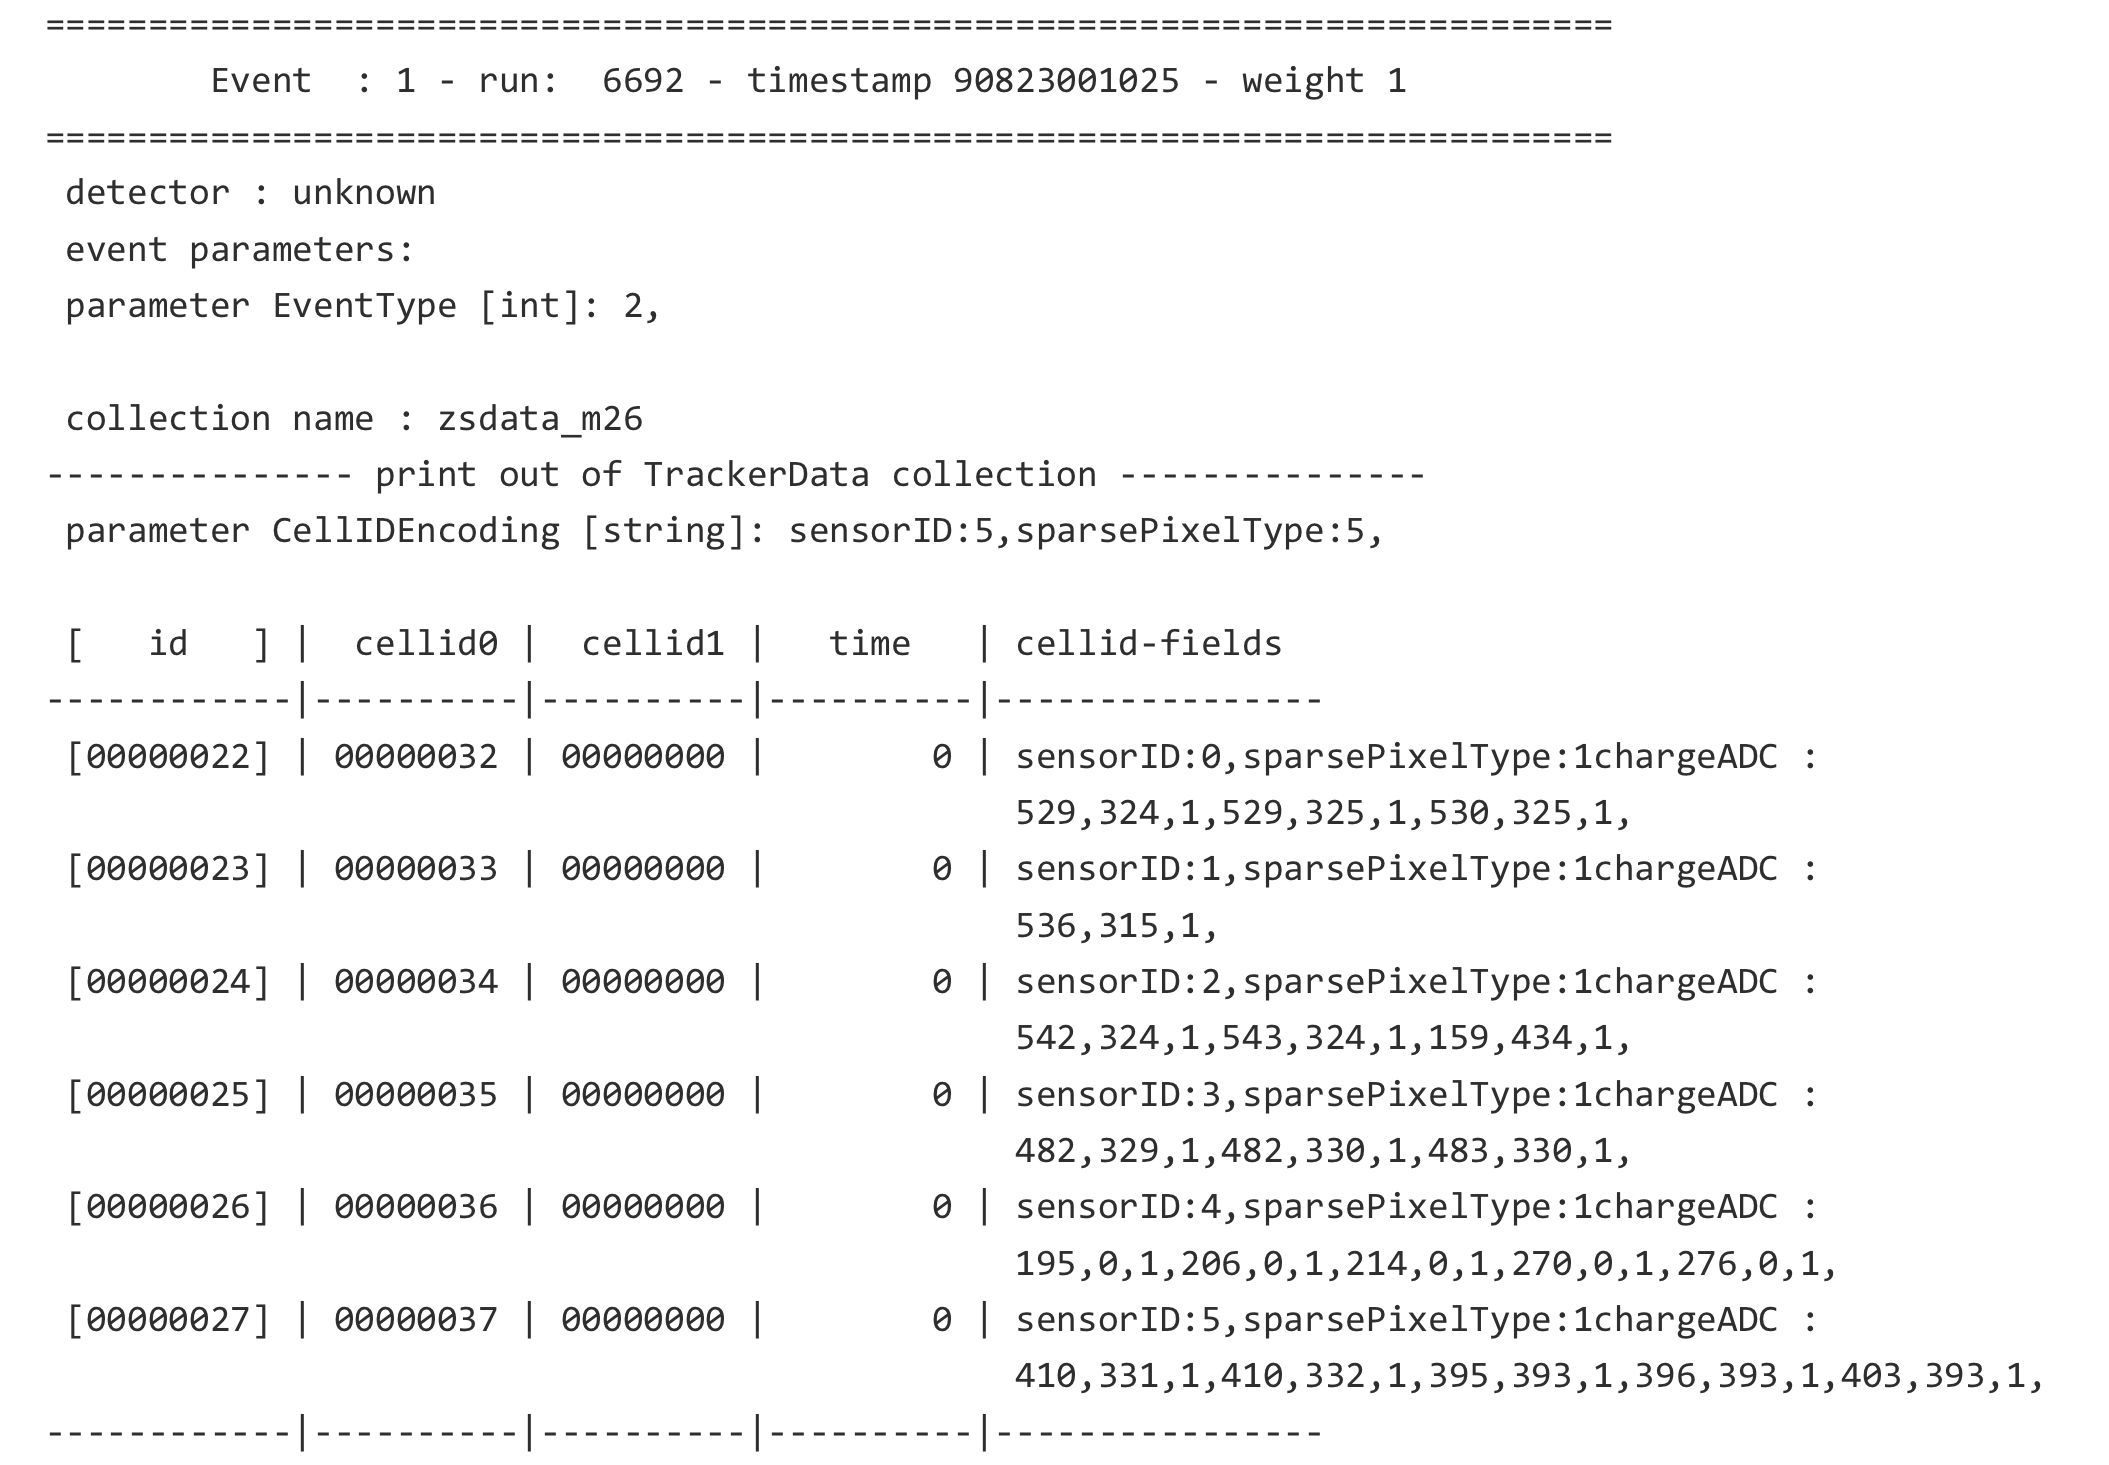 ============================================================================
Event  : 1 - run:  6692 - timestamp 90823001025 - weight 1
============================================================================
detector : unknown
event parameters:
parameter EventType [int]: 2,
collection name : zsdata_m26
--------------- print out of TrackerData collection ---------------
parameter CellIDEncoding [string]: sensorID:5,sparsePixelType:5,
[   id   ] |  cellid0 |  cellid1 |   time   | cellid-fields
------------|----------|----------|----------|----------------
[00000022] | 00000032 | 00000000 |        0 | sensorID:0,sparsePixelType:1chargeADC :
529,324,1,529,325,1,530,325,1,
[00000023] | 00000033 | 00000000 |        0 | sensorID:1,sparsePixelType:1chargeADC :
536,315,1,
[00000024] | 00000034 | 00000000 |        0 | sensorID:2,sparsePixelType:1chargeADC :
542,324,1,543,324,1,159,434,1,
[00000025] | 00000035 | 00000000 |        0 | sensorID:3,sparsePixelType:1chargeADC :
482,329,1,482,330,1,483,330,1,
[00000026] | 00000036 | 00000000 |        0 | sensorID:4,sparsePixelType:1chargeADC :
195,0,1,206,0,1,214,0,1,270,0,1,276,0,1,
[00000027] | 00000037 | 00000000 |        0 | sensorID:5,sparsePixelType:1chargeADC :
410,331,1,410,332,1,395,393,1,396,393,1,403,393,1,
------------|----------|----------|----------|----------------